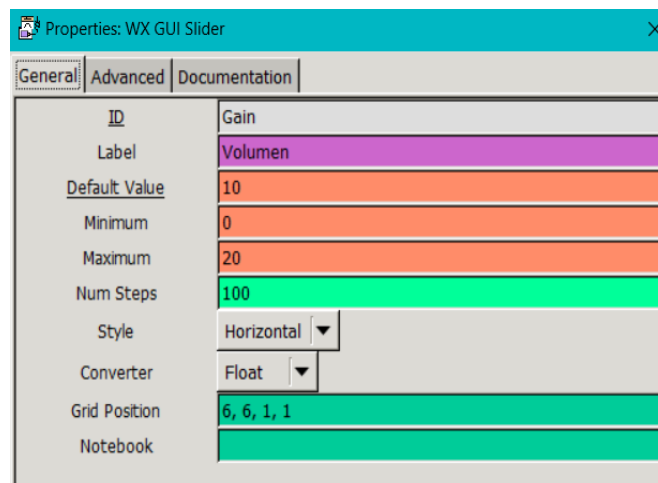 Properties: WX GUI Slider
General Advanced Documentation
ID Gain
Label Volumen
Default Value 10
Minimum 0
Maximum 20
Num Steps 100
Style Horizontal
Converter Float
Grid Position 6, 6, 1, 1
Notebook